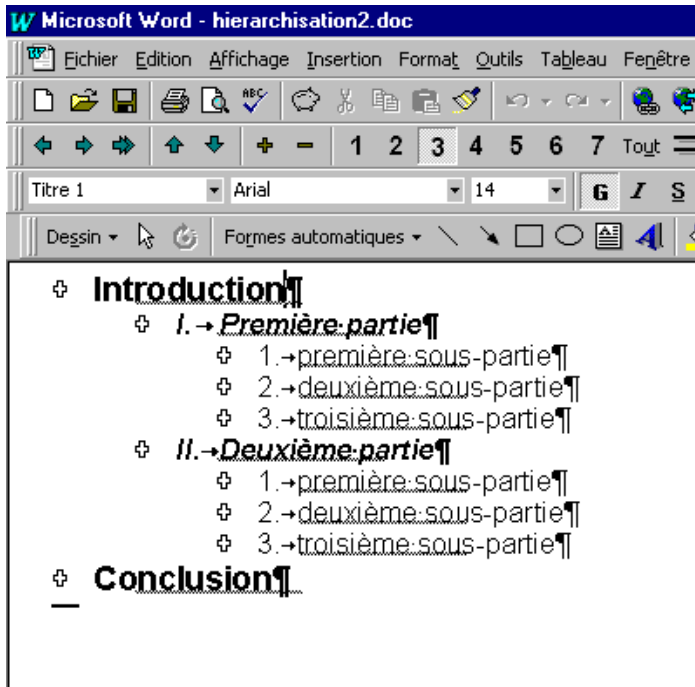 Microsoft Word - hierarchisation2.doc
Fichier Edition Affichage Insertion Format Outils Tableau Fenêtre
ABC
1 2 3 4 5 6 7 Tout
Titre 1 Arial 14 G I S
Dessin Formes automatiques
Introduction¶
I.→Première·partie¶
1.→première·sous-partie¶
2.→deuxième·sous-partie¶
3.→troisième·sous-partie¶
II.→Deuxième·partie¶
1.→première·sous-partie¶
2.→deuxième·sous-partie¶
3.→troisième·sous-partie¶
Conclusion¶